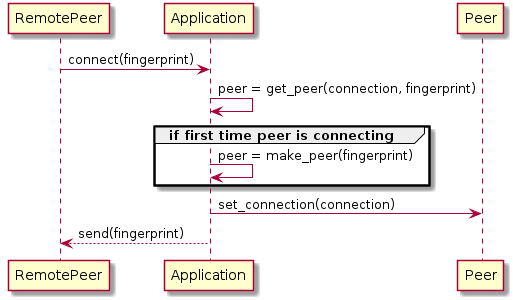 RemotePeer
Application
Peer
connect(fingerprint)
peer = get_peer(connection, fingerprint)
if first time peer is connecting
peer = make_peer(fingerprint)
set_connection(connection)
send(fingerprint)
RemotePeer
Application
Peer